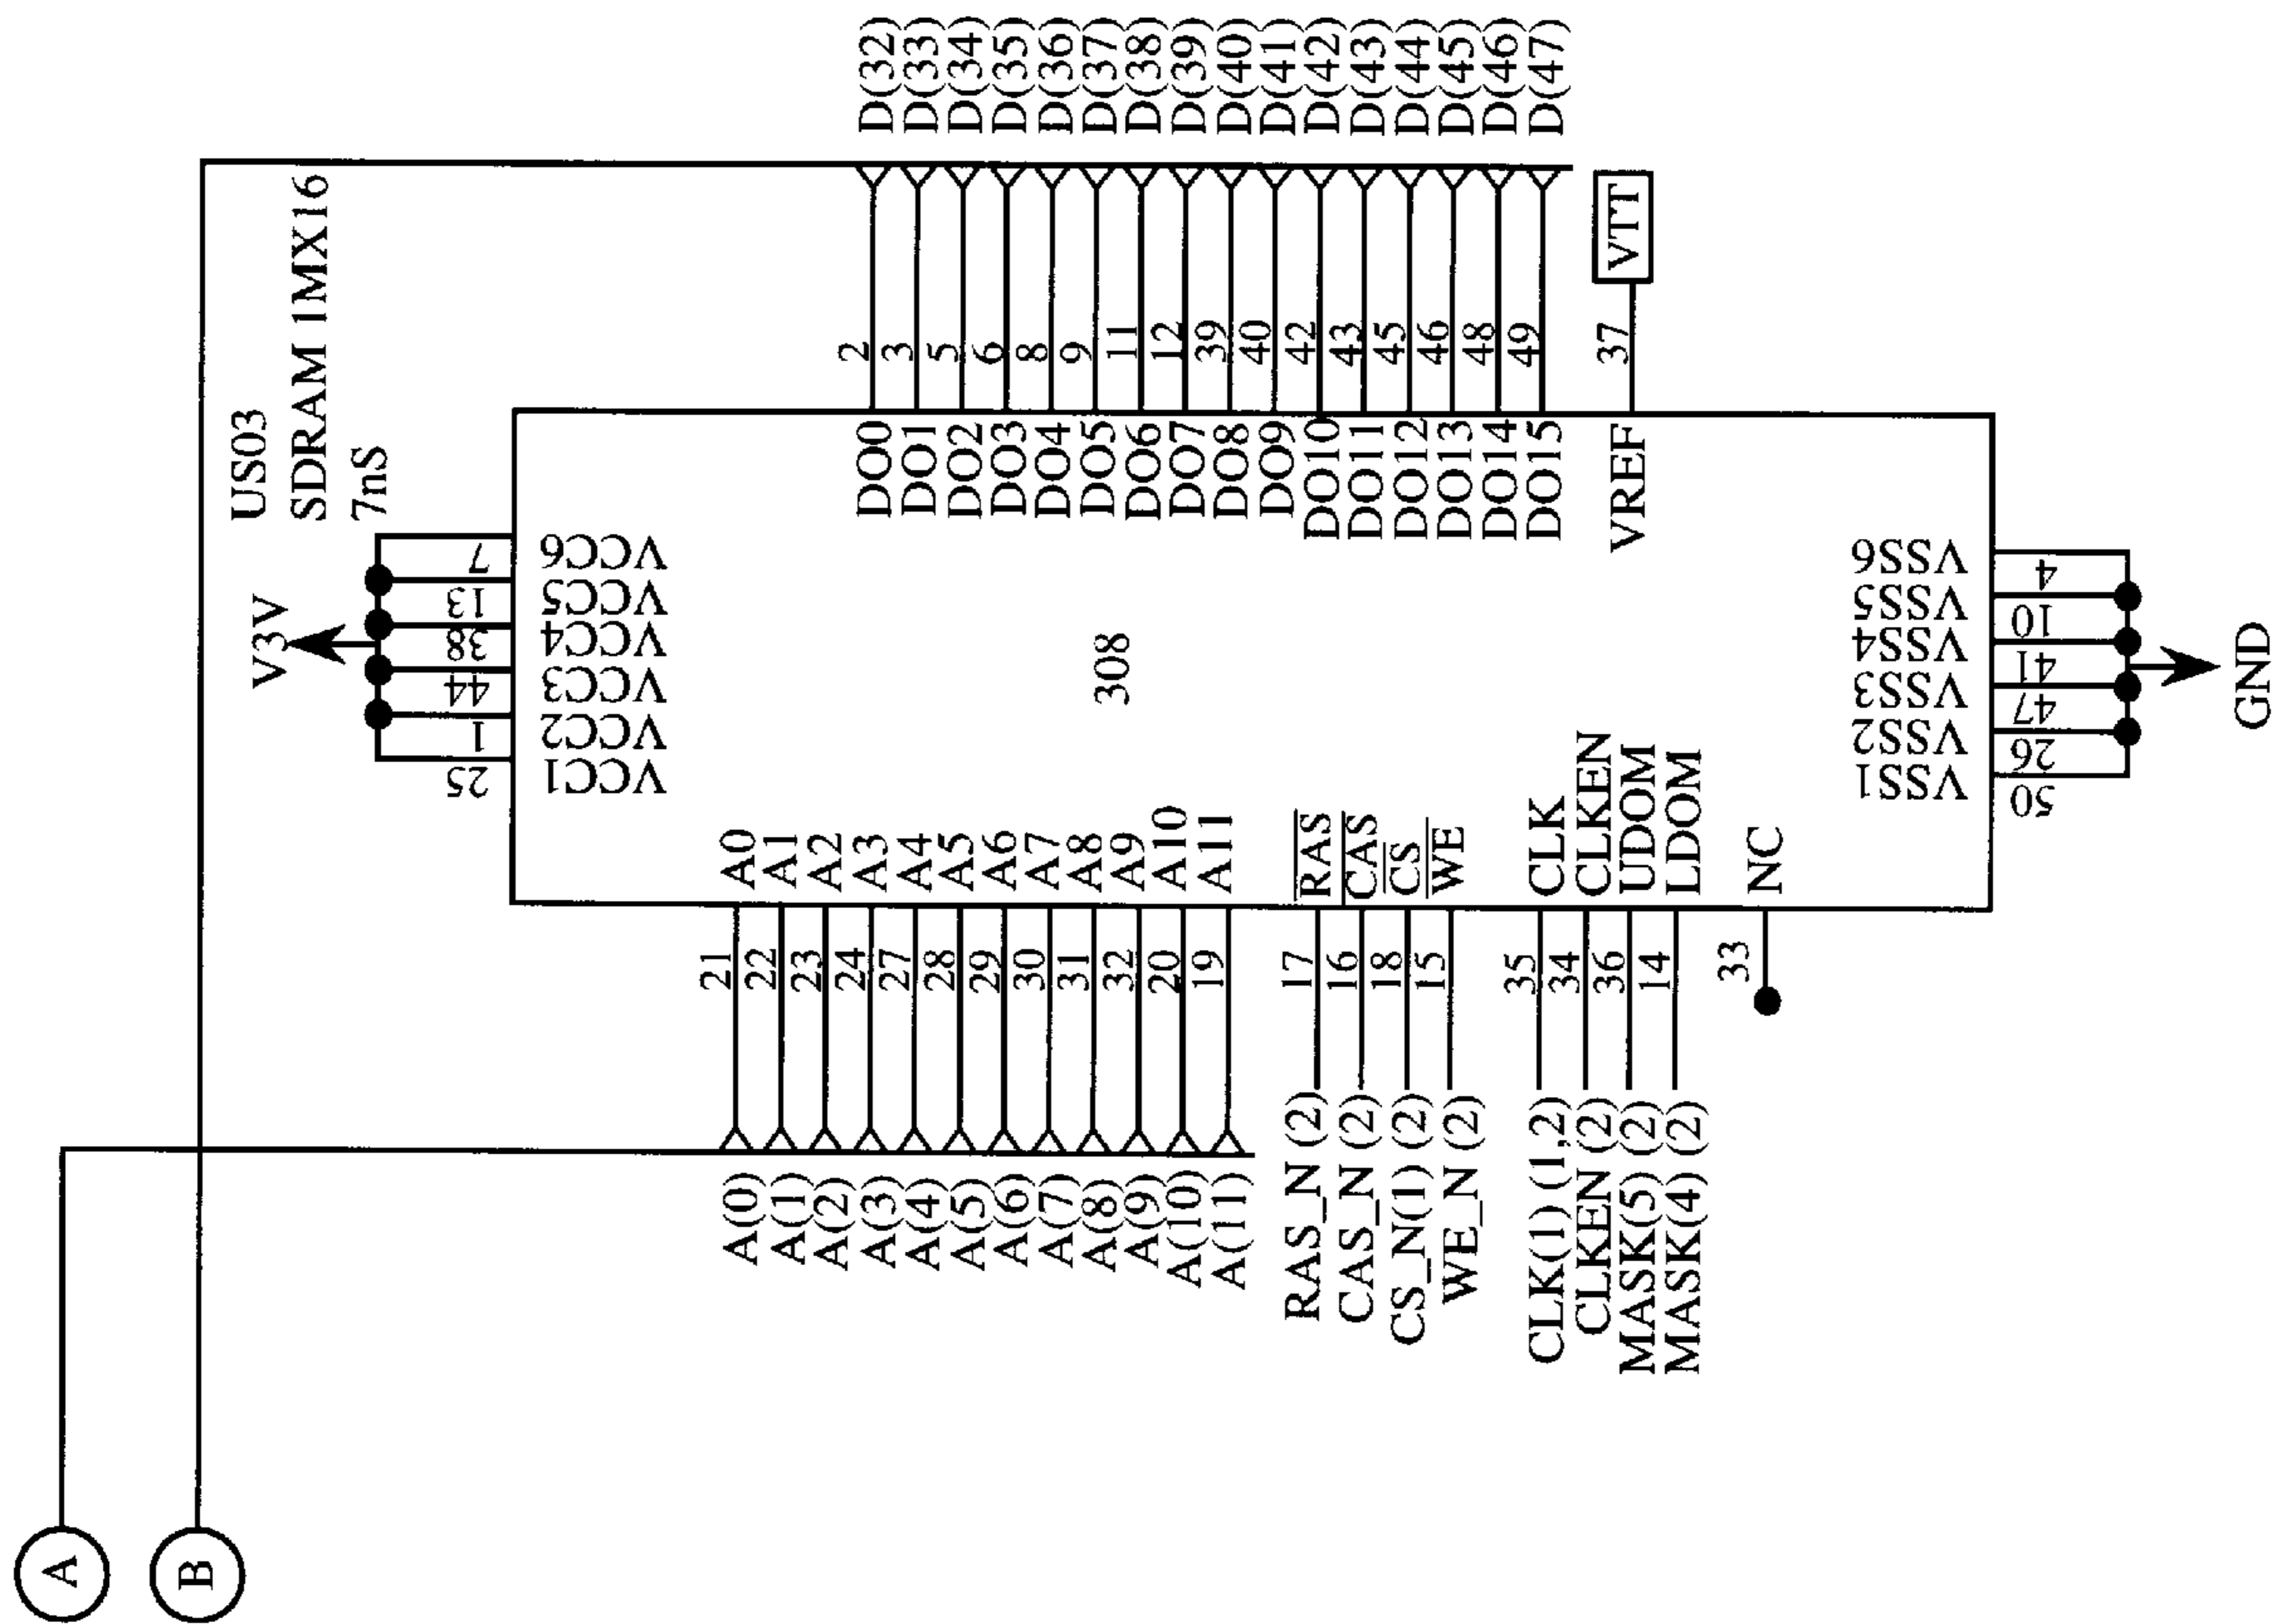 A
B
US03
SDRAM 1MX16
7nS
V3V
25 1 44 38 13 7
VCC1 VCC2 VCC3 VCC4 VCC5 VCC6
A(0) 21 A0
A(1) 22 A1
A(2) 23 A2
A(3) 24 A3
A(4) 27 A4
A(5) 28 A5
A(6) 29 A6
A(7) 30 A7
A(8) 31 A8
A(9) 32 A9
A(10) 20 A10
A(11) 19 A11
RAS_N (2) 17 RAS
CAS_N (2) 16 CAS
CS_N(1) (2) 18 CS
WE_N (2) 15 WE
CLK(1) (1,2) 35 CLK
CLKEN (2) 34 CLKEN
MASK(5) (2) 36 UDOM
MASK(4) (2) 14 LDOM
33 NC
308
DO0 2 D(32)
DO1 3 D(33)
DO2 5 D(34)
DO3 6 D(35)
DO4 8 D(36)
DO5 9 D(37)
DO6 11 D(38)
DO7 12 D(39)
DO8 39 D(40)
DO9 40 D(41)
DO10 42 D(42)
DO11 43 D(43)
DO12 45 D(44)
DO13 46 D(45)
DO14 48 D(46)
DO15 49 D(47)
VREF 37 VTT
VSS1 VSS2 VSS3 VSS4 VSS5 VSS6
50 26 47 41 10 4
GND